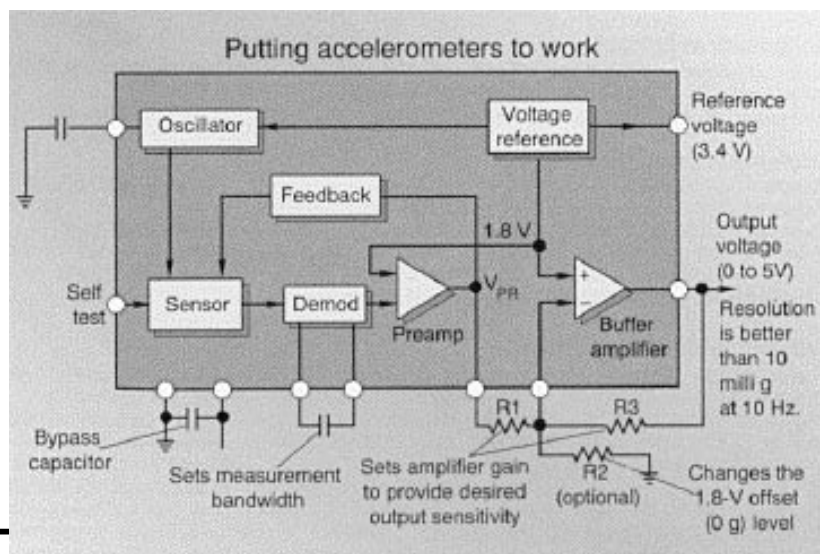 Putting accelerometers to work
Oscillator
Voltage
reference
Reference
voltage
(3.4 V)
Feedback
1.8 V
Output
voltage
(0 to 5V)
Self
test
Sensor
Demod
Preamp
VPR
+
−
Buffer
amplifier
Resolution
is better
than 10
milli g
at 10 Hz.
R1
R3
Bypass
capacitor
Sets measurement
bandwidth
Sets amplifier gain
to provide desired
output sensitivity
R2
(optional)
Changes the
1.8-V offset
(0 g) level